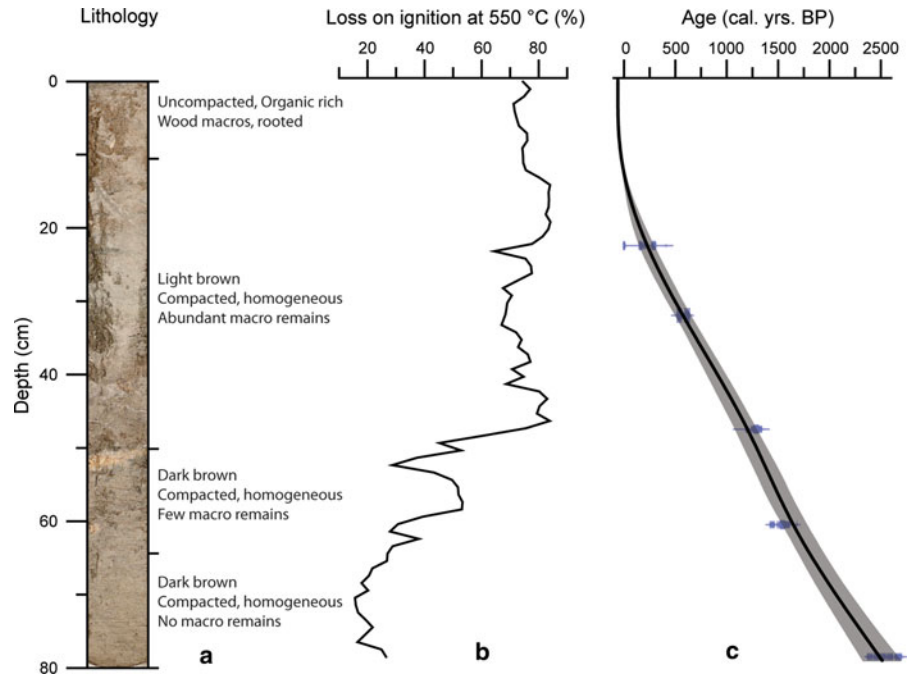 Lithology
Loss on ignition at 550 °C (%)
Age (cal. yrs. BP)
20 40 60 80
0 500 1000 1500 2000 2500
0
Uncompacted, Organic rich
Wood macros, rooted
20
Light brown
Compacted, homogeneous
Abundant macro remains
Depth (cm)
40
Dark brown
Compacted, homogeneous
Few macro remains
60
Dark brown
Compacted, homogeneous
No macro remains
80
a
b
c